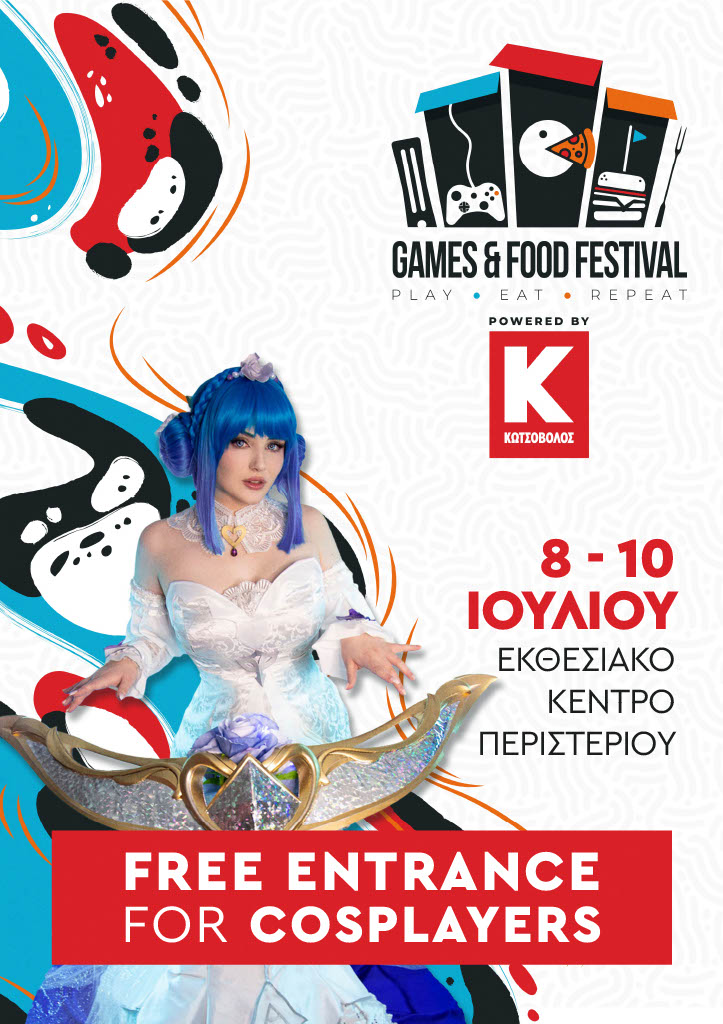 GAMES & FOOD FESTIVAL
PLAY • EAT • REPEAT
POWERED BY
K
ΚΩΤΣΟΒΟΛΟΣ
8 - 10
ΙΟΥΛΙΟΥ
ΕΚΘΕΣΙΑΚΟ
ΚΕΝΤΡΟ
ΠΕΡΙΣΤΕΡΙΟΥ
FREE ENTRANCE
FOR COSPLAYERS